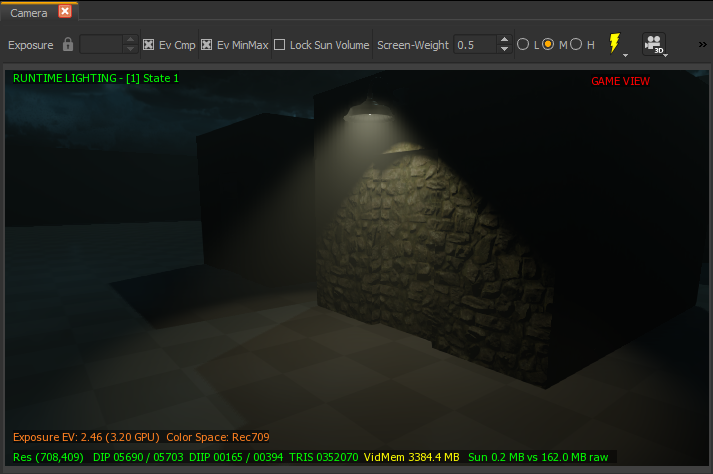 Camera
Exposure Ev Cmp Ev MinMax Lock Sun Volume Screen-Weight 0.5 L M H 3D »
RUNTIME LIGHTING - [1] State 1
GAME VIEW
Exposure EV: 2.46 (3.20 GPU) Color Space: Rec709
Res (708,409) DIP 05690 / 05703 DIIP 00165 / 00394 TRIS 0352070 VidMem 3384.4 MB Sun 0.2 MB vs 162.0 MB raw